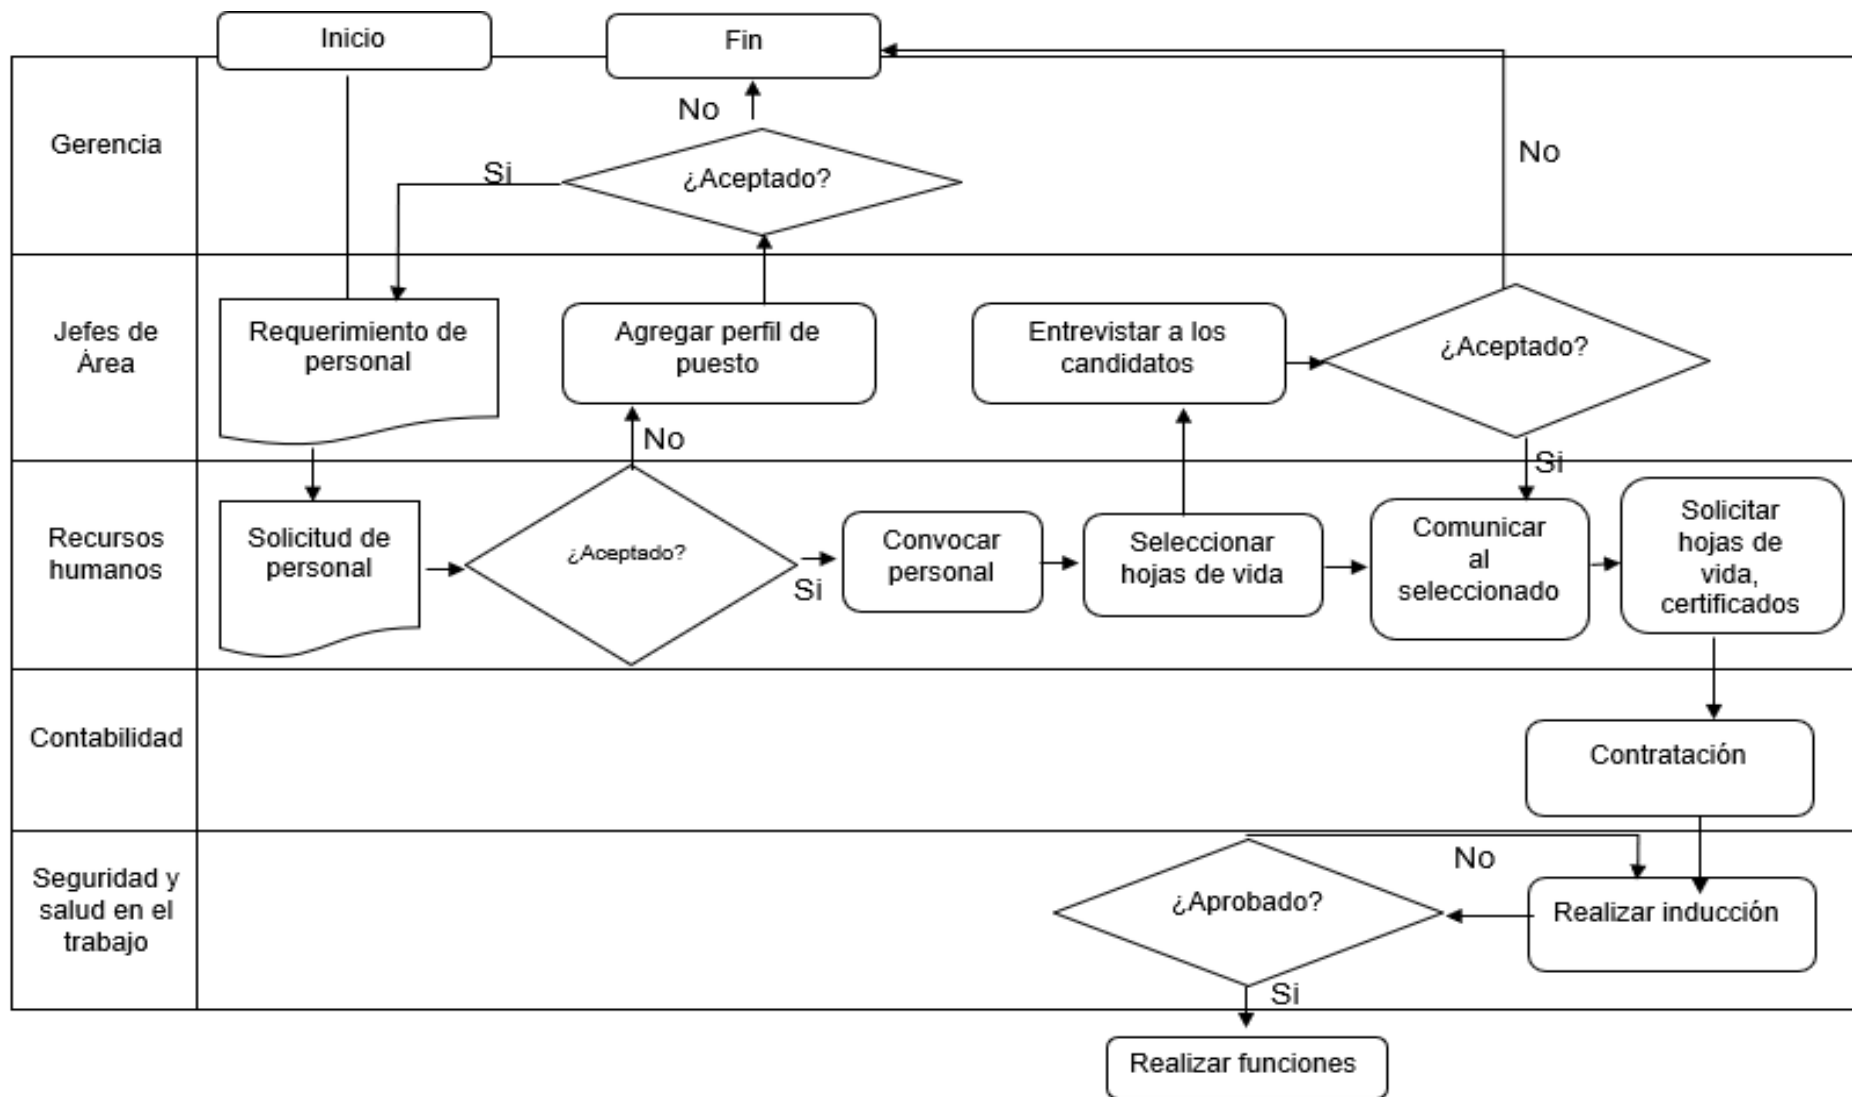 Inicio
Fin
No
Gerencia
¿Aceptado?
Si
No
Jefes de
Área
Requerimiento de
personal
Agregar perfil de
puesto
Entrevistar a los
candidatos
¿Aceptado?
No
Si
Recursos
humanos
Solicitud de
personal
¿Aceptado?
Si
Convocar
personal
Seleccionar
hojas de vida
Comunicar
al
seleccionado
Solicitar
hojas de
vida,
certificados
Contabilidad
Contratación
Seguridad y
salud en el
trabajo
¿Aprobado?
No
Realizar inducción
Si
Realizar funciones